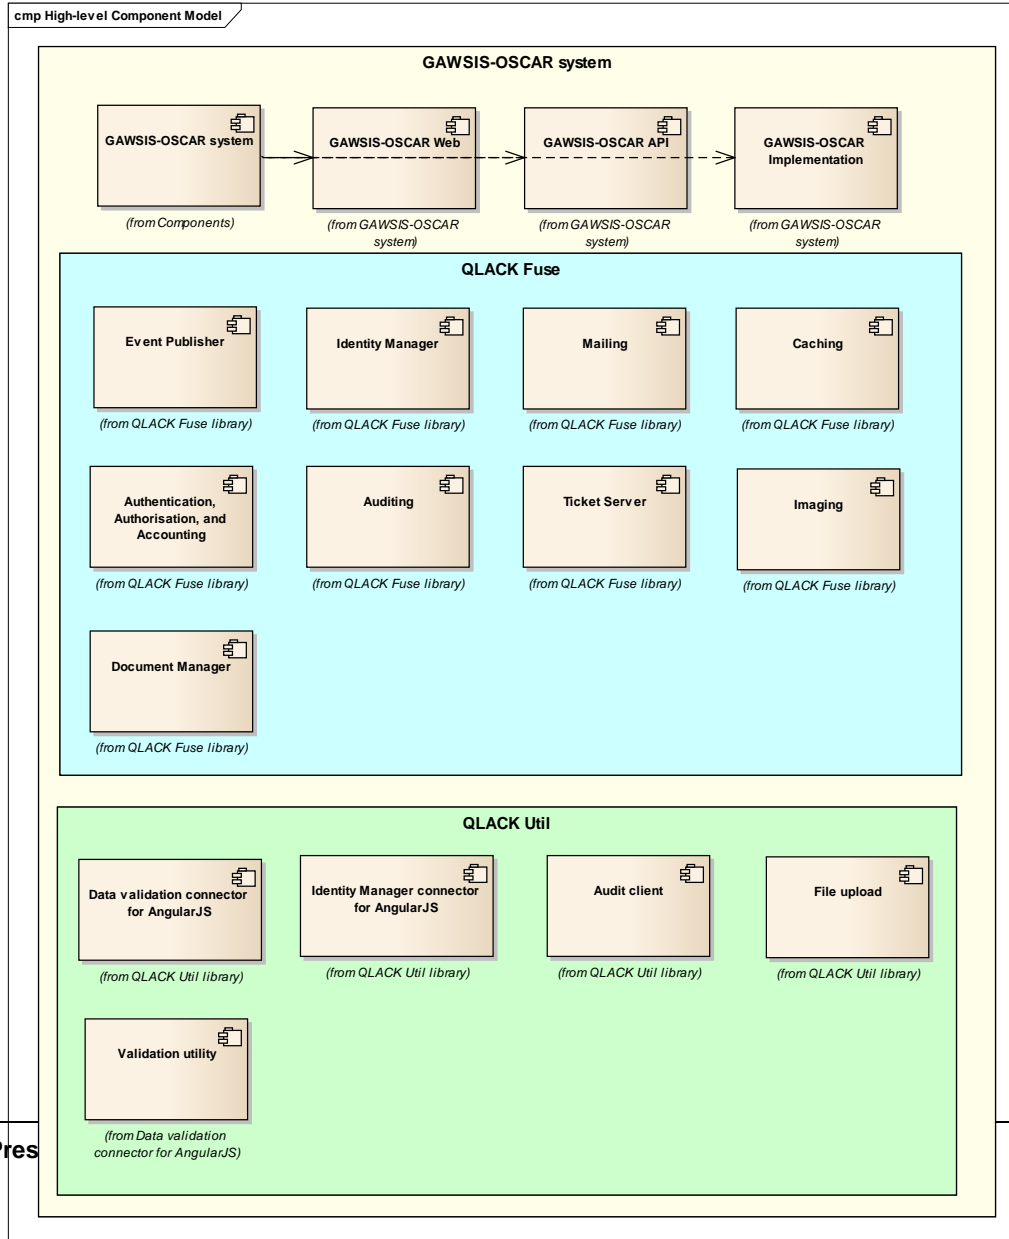 cmp High-level Component Model
GAWSIS-OSCAR system
GAWSIS-OSCAR system
GAWSIS-OSCAR Web
GAWSIS-OSCAR API
GAWSIS-OSCAR
Implementation
(from Components)
(from GAWSIS-OSCAR
system)
(from GAWSIS-OSCAR
system)
(from GAWSIS-OSCAR
system)
QLACK Fuse
Event Publisher
Identity Manager
Mailing
Caching
(from QLACK Fuse library)
(from QLACK Fuse library)
(from QLACK Fuse library)
(from QLACK Fuse library)
Authentication,
Authorisation, and
Accounting
Auditing
Ticket Server
Imaging
(from QLACK Fuse library)
(from QLACK Fuse library)
(from QLACK Fuse library)
(from QLACK Fuse library)
Document Manager
(from QLACK Fuse library)
QLACK Util
Data validation connector
for AngularJS
Identity Manager connector
for AngularJS
Audit client
File upload
(from QLACK Util library)
(from QLACK Util library)
(from QLACK Util library)
(from QLACK Util library)
Validation utility
(from Data validation
connector for AngularJS)